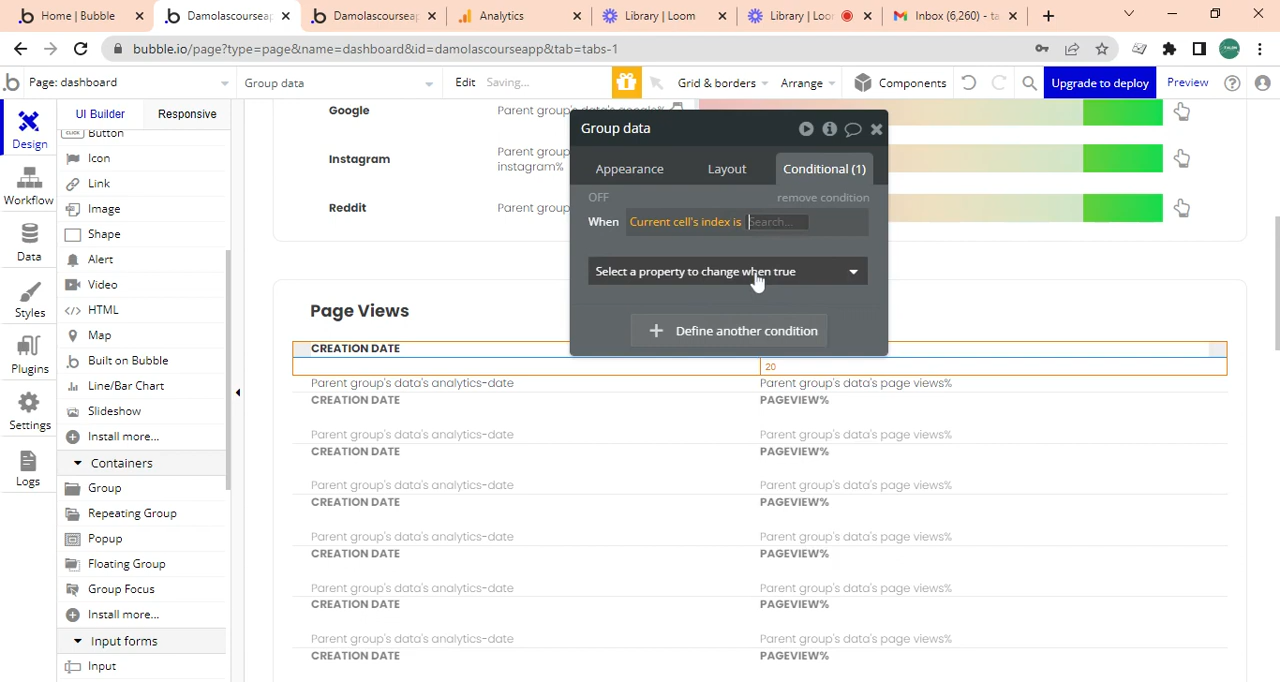 Home | Bubble
Damolascourseap
Damolascourseap
Analytics
Library | Loom
Library | Loo
Inbox (6,260) - ta
bubble.io/page?type=page&name=dashboard&id=damolascourseapp&tab=tabs-1
Page: dashboard
Group data
Edit
Saving...
Grid & borders
Arrange
Components
Upgrade to deploy
Preview
Design
Workflow
Data
Styles
Plugins
Settings
Logs
UI Builder
Responsive
Button
Icon
Link
Image
Shape
Alert
Video
HTML
Map
Built on Bubble
Line/Bar Chart
Slideshow
Install more...
Containers
Group
Repeating Group
Popup
Floating Group
Group Focus
Install more...
Input forms
Input
Google
Parent group's data's google%
Instagram
Parent group
instagram%
Reddit
Parent group
Group data
Appearance
Layout
Conditional (1)
OFF
remove condition
When
Current cell's index is
Search...
Select a property to change when true
Define another condition
Page Views
CREATION DATE
20
Parent group's data's analytics-date
Parent group's data's page views%
CREATION DATE
PAGEVIEW%
Parent group's data's analytics-date
Parent group's data's page views%
CREATION DATE
PAGEVIEW%
Parent group's data's analytics-date
Parent group's data's page views%
CREATION DATE
PAGEVIEW%
Parent group's data's analytics-date
Parent group's data's page views%
CREATION DATE
PAGEVIEW%
Parent group's data's analytics-date
Parent group's data's page views%
CREATION DATE
PAGEVIEW%
Parent group's data's analytics-date
Parent group's data's page views%
CREATION DATE
PAGEVIEW%